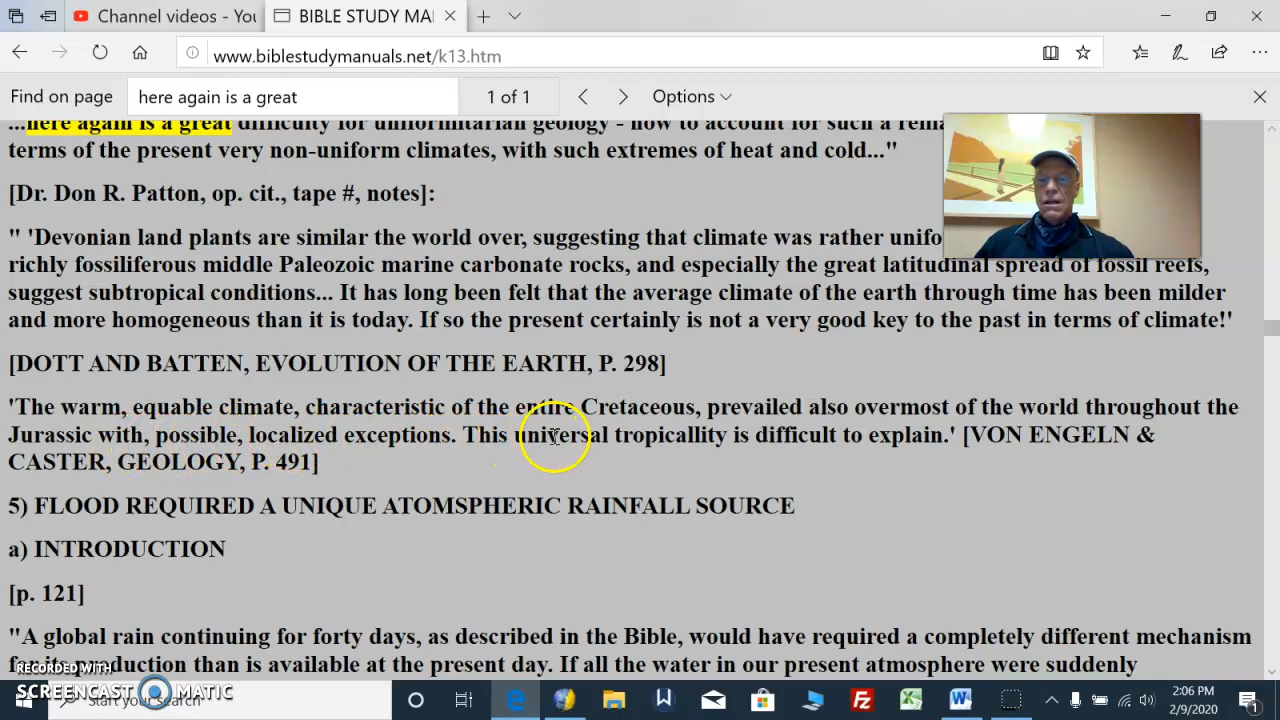 Channel videos - You
BIBLE STUDY MA
www.biblestudymanuals.net/k13.htm
Find on page
here again is a great
1 of 1
Options
...here again is a great difficulty for uniformitarian geology - how to account for such a rema
terms of the present very non-uniform climates, with such extremes of heat and cold..."
[Dr. Don R. Patton, op. cit., tape #, notes]:
" 'Devonian land plants are similar the world over, suggesting that climate was rather unifo
richly fossiliferous middle Paleozoic marine carbonate rocks, and especially the great latitudinal spread of fossil reefs,
suggest subtropical conditions... It has long been felt that the average climate of the earth through time has been milder
and more homogeneous than it is today. If so the present certainly is not a very good key to the past in terms of climate!'
[DOTT AND BATTEN, EVOLUTION OF THE EARTH, P. 298]
'The warm, equable climate, characteristic of the entire Cretaceous, prevailed also overmost of the world throughout the
Jurassic with, possible, localized exceptions. This universal tropicallity is difficult to explain.' [VON ENGELN &
CASTER, GEOLOGY, P. 491]
5) FLOOD REQUIRED A UNIQUE ATOMSPHERIC RAINFALL SOURCE
a) INTRODUCTION
[p. 121]
"A global rain continuing for forty days, as described in the Bible, would have required a completely different mechanism
for its production than is available at the present day. If all the water in our present atmosphere were suddenly
RECORDED WITH
SCREENCAST MATIC
Start your search
2:06 PM
2/9/2020